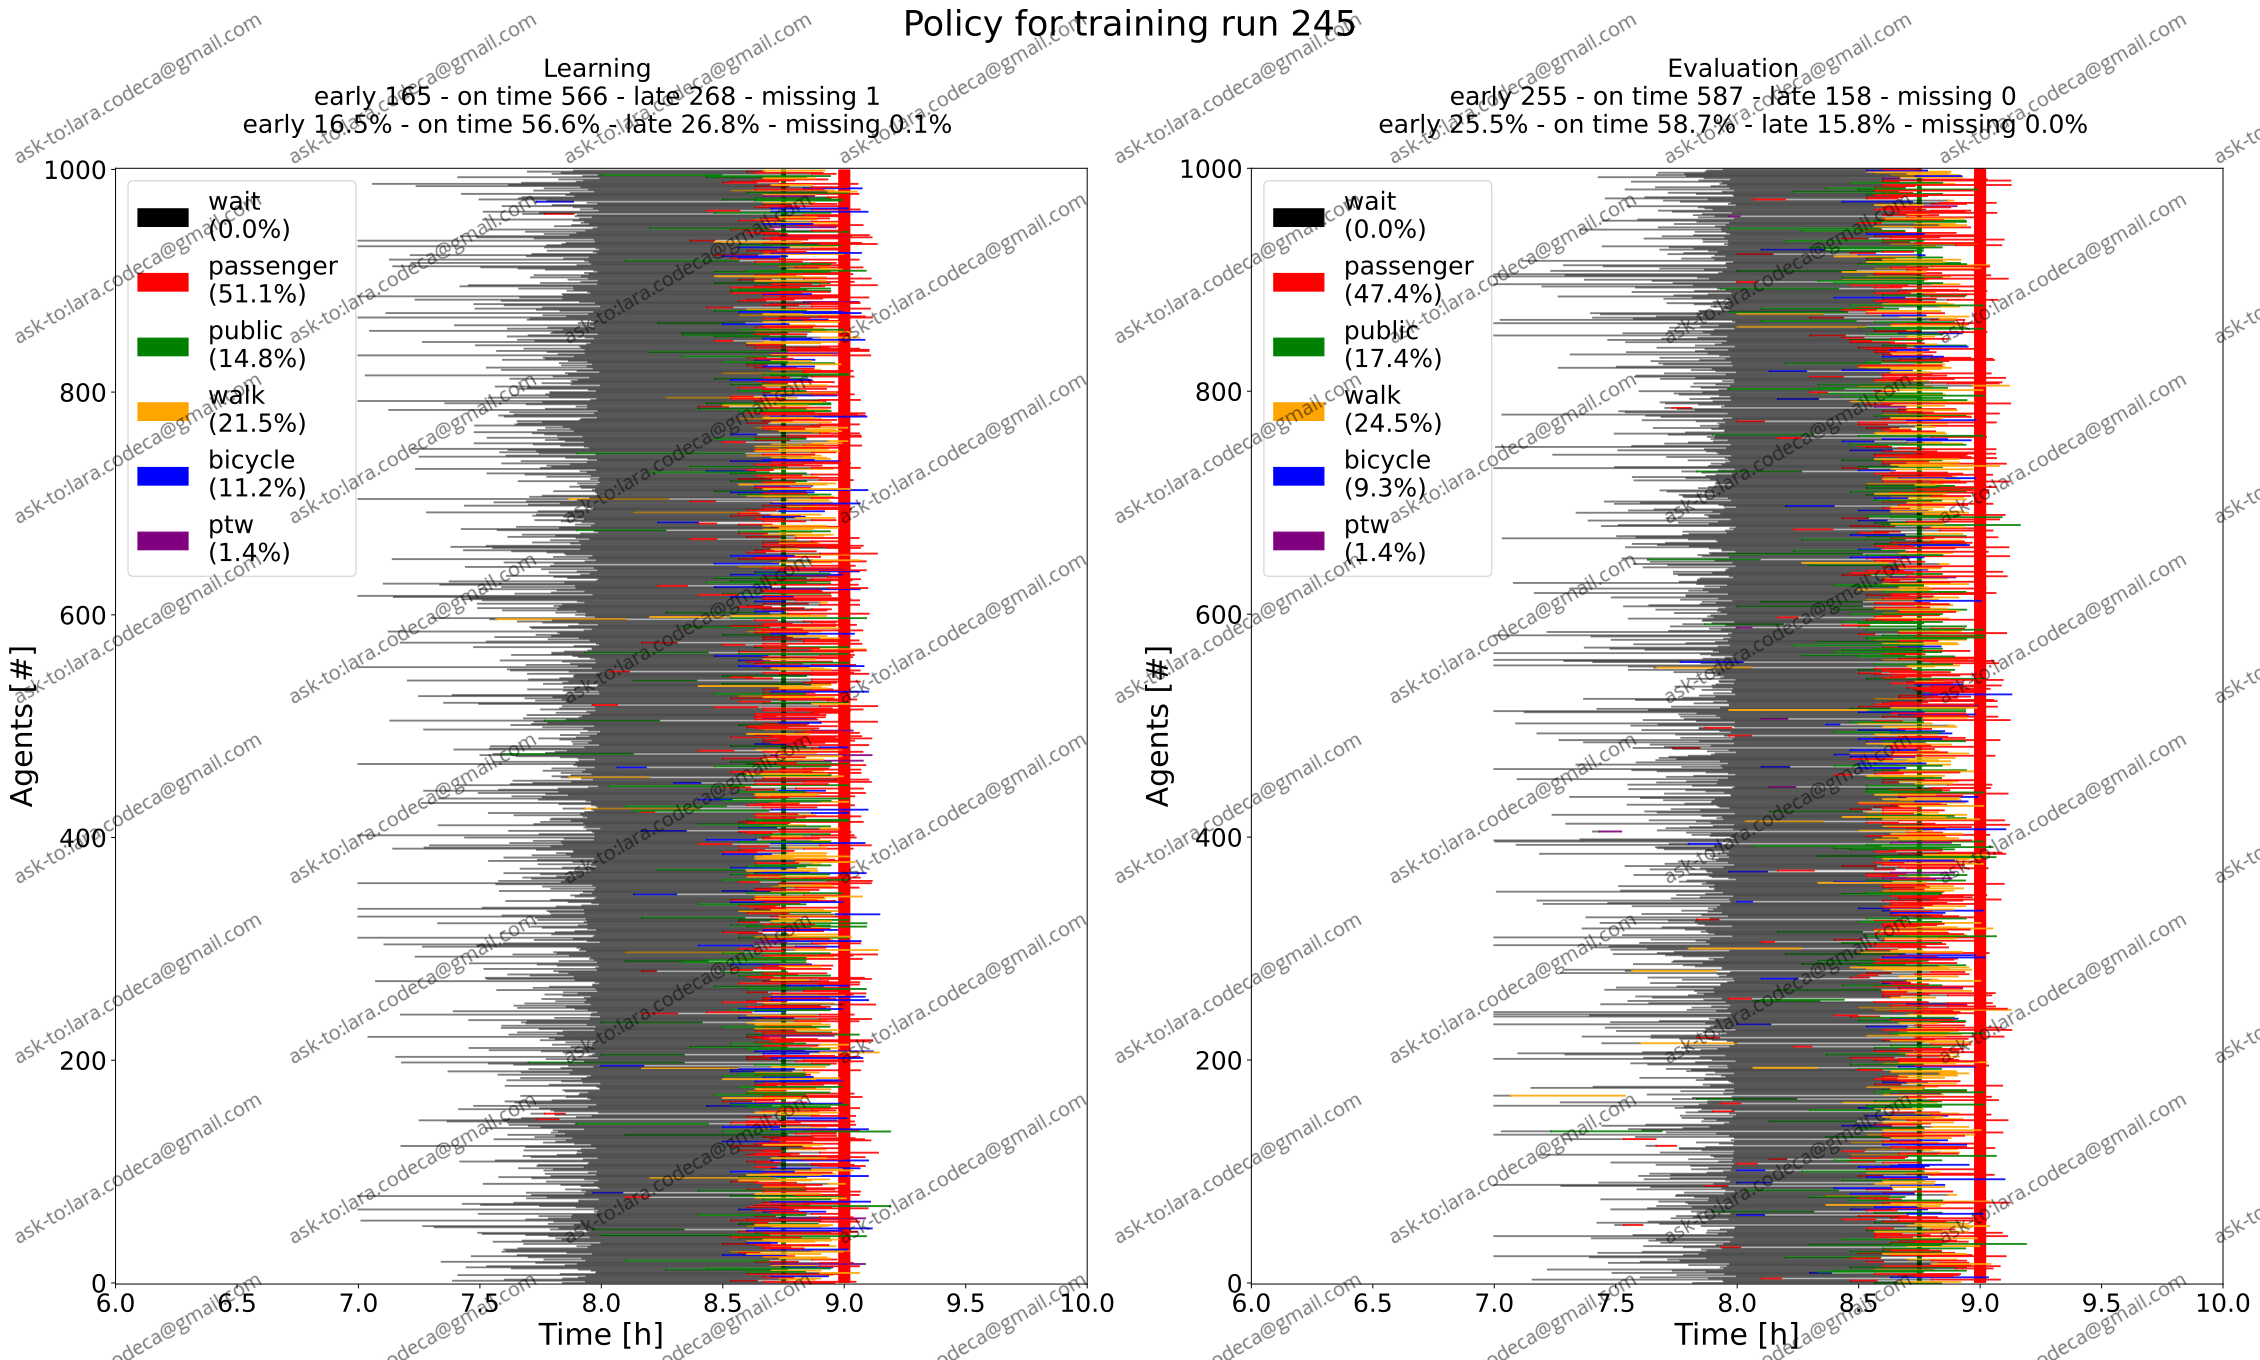 Policy for training run 245
Learning
early 165 - on time 566 - late 268 - missing 1
early 16.5% - on time 56.6% - late 26.8% - missing 0.1%
1000
800
600
400
200
0
Agents [#]
wait
(0.0%)
passenger
(51.1%)
public
(14.8%)
walk
(21.5%)
bicycle
(11.2%)
ptw
(1.4%)
6.0 6.5 7.0 7.5 8.0 8.5 9.0 9.5 10.0
Time [h]
Evaluation
early 255 - on time 587 - late 158 - missing 0
early 25.5% - on time 58.7% - late 15.8% - missing 0.0%
1000
800
600
400
200
0
Agents [#]
wait
(0.0%)
passenger
(47.4%)
public
(17.4%)
walk
(24.5%)
bicycle
(9.3%)
ptw
(1.4%)
6.0 6.5 7.0 7.5 8.0 8.5 9.0 9.5 10.0
Time [h]
ask-to:lara.codeca@gmail.com